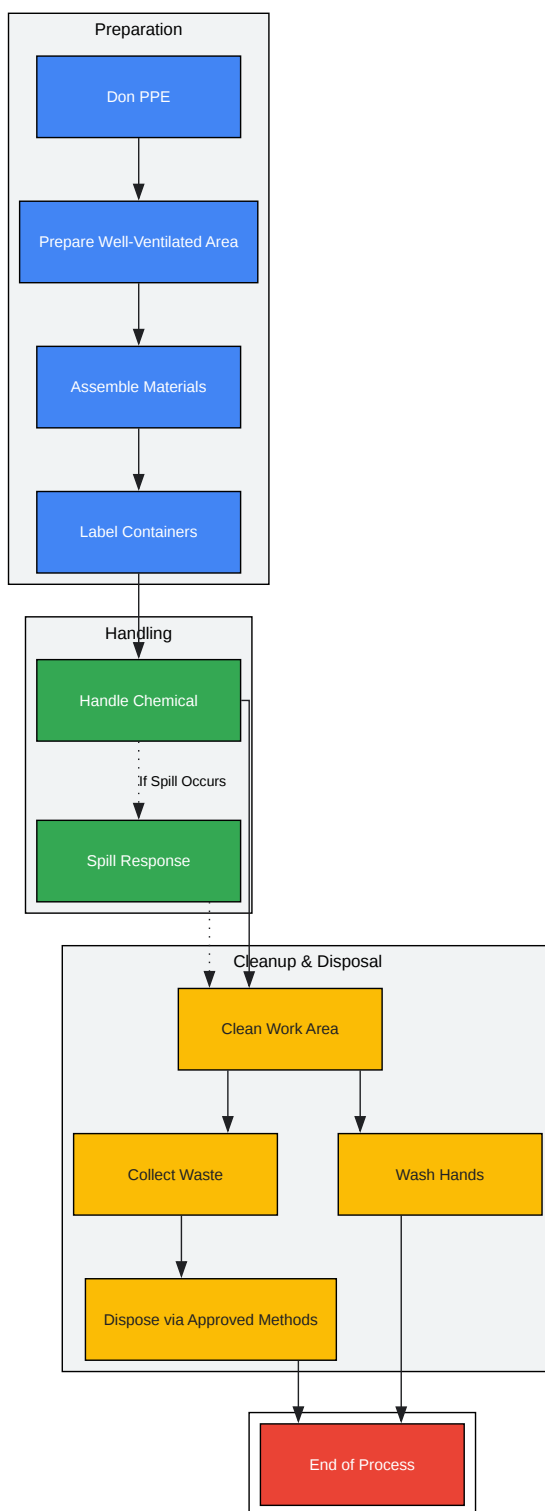 Preparation
Don PPE
Prepare Well-Ventilated Area
Assemble Materials
Label Containers
Handling
Handle Chemical
If Spill Occurs
Spill Response
Cleanup & Disposal
Clean Work Area
Collect Waste
Wash Hands
Dispose via Approved Methods
End of Process